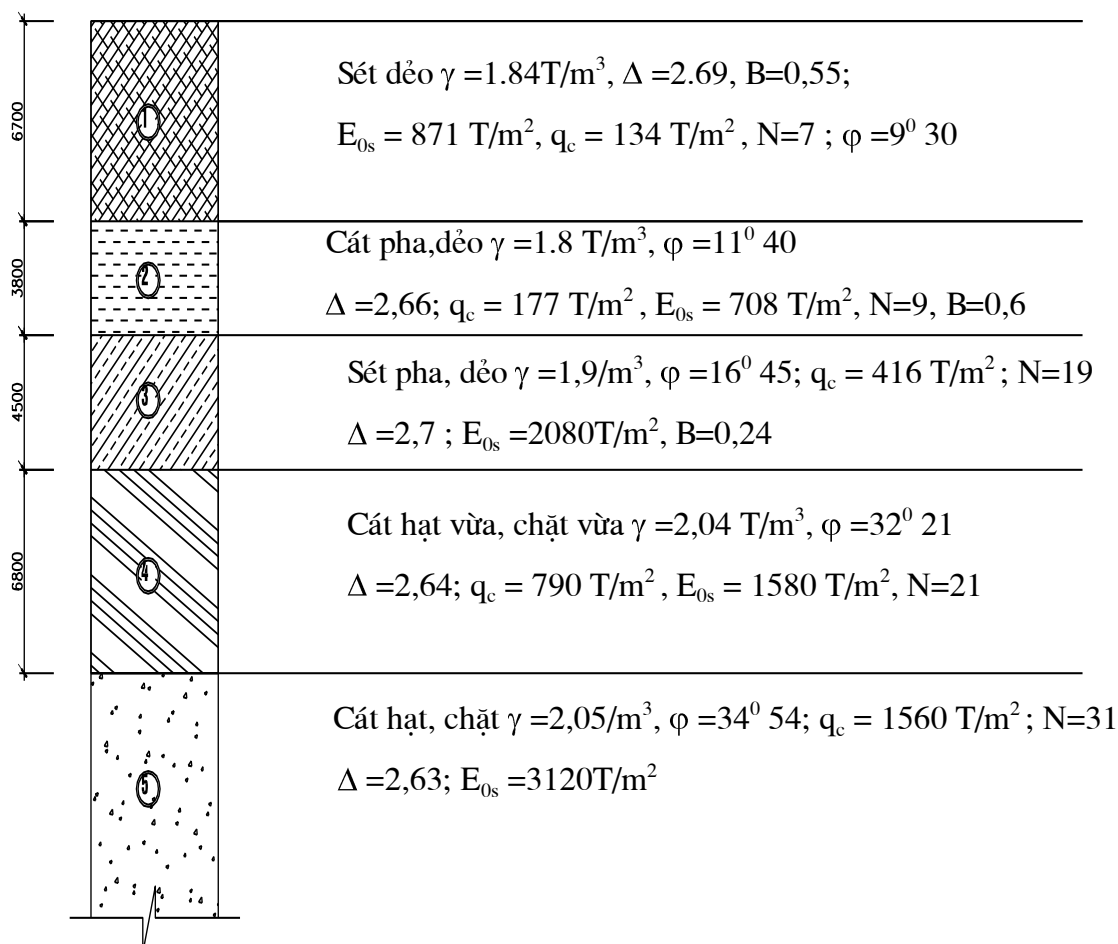 6700
1
Sét dẻo γ =1.84T/m³, Δ =2.69, B=0,55;
E₀ₛ = 871 T/m², q꜀ = 134 T/m² , N=7 ; φ =9⁰ 30
3800
2
Cát pha,dẻo γ =1.8 T/m³, φ =11⁰ 40
Δ =2,66; q꜀ = 177 T/m² , E₀ₛ = 708 T/m², N=9, B=0,6
4500
3
Sét pha, dẻo γ =1,9/m³, φ =16⁰ 45; q꜀ = 416 T/m² ; N=19
Δ =2,7 ; E₀ₛ =2080T/m², B=0,24
6800
4
Cát hạt vừa, chặt vừa γ =2,04 T/m³, φ =32⁰ 21
Δ =2,64; q꜀ = 790 T/m² , E₀ₛ = 1580 T/m², N=21
5
Cát hạt, chặt γ =2,05/m³, φ =34⁰ 54; q꜀ = 1560 T/m² ; N=31
Δ =2,63; E₀ₛ =3120T/m²